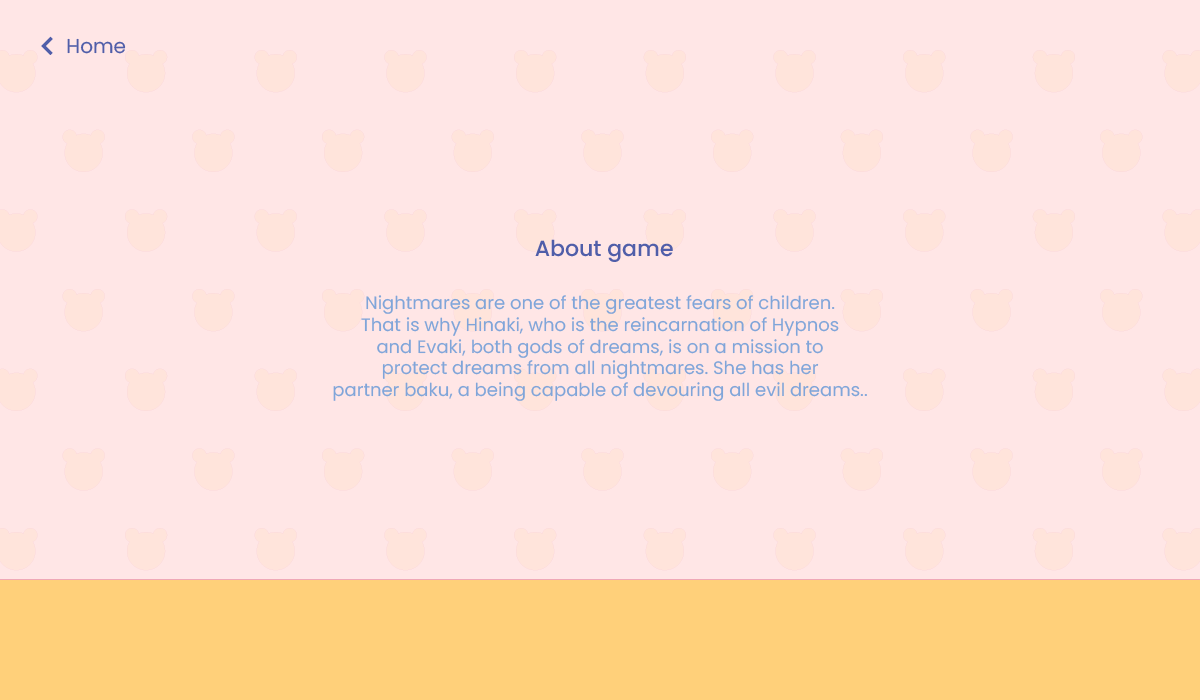 Home
About game
Nightmares are one of the greatest fears of children.
That is why Hinaki, who is the reincarnation of Hypnos
and Evaki, both gods of dreams, is on a mission to
protect dreams from all nightmares. She has her
partner baku, a being capable of devouring all evil dreams..